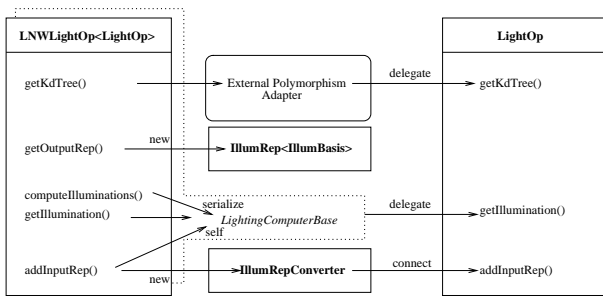 LNWLightOp<LightOp>
LightOp
getKdTree()
External Polymorphism
Adapter
delegate
getKdTree()
getOutputRep()
new
IllumRep<IllumBasis>
computeIlluminations()
serialize
getIllumination()
LightingComputerBase
delegate
getIllumination()
self
addInputRep()
new
IllumRepConverter
connect
addInputRep()